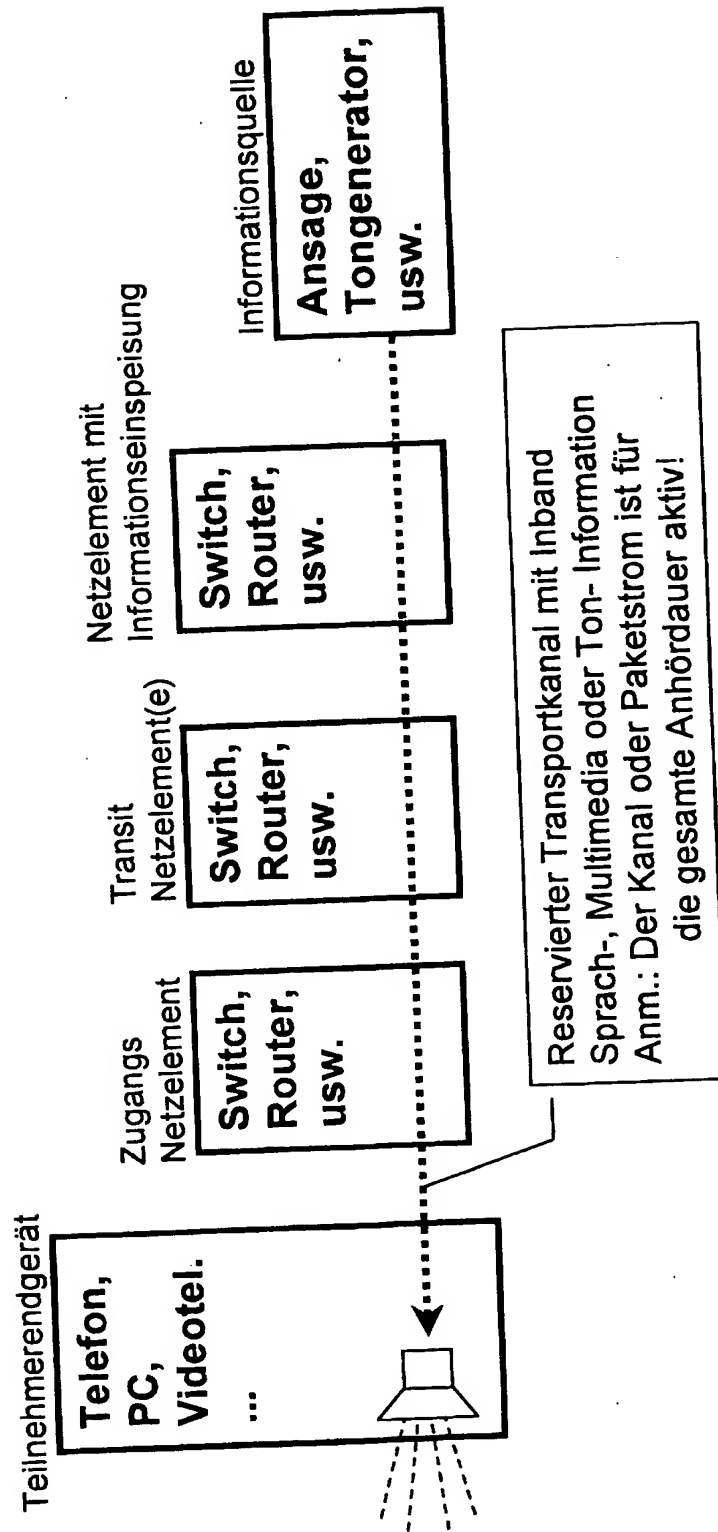 Teilnehmerendgerät
Telefon,
PC,
Videotel.
...
Zugangs
Netzelement
Switch,
Router,
usw.
Transit
Netzelement(e)
Switch,
Router,
usw.
Netzelement mit
Informationseinspeisung
Switch,
Router,
usw.
Informationsquelle
Ansage,
Tongenerator,
usw.
Reservierter Transportkanal mit Inband
Sprach-, Multimedia oder Ton- Information
Anm.: Der Kanal oder Paketstrom ist für
die gesamte Anhördauer aktiv!